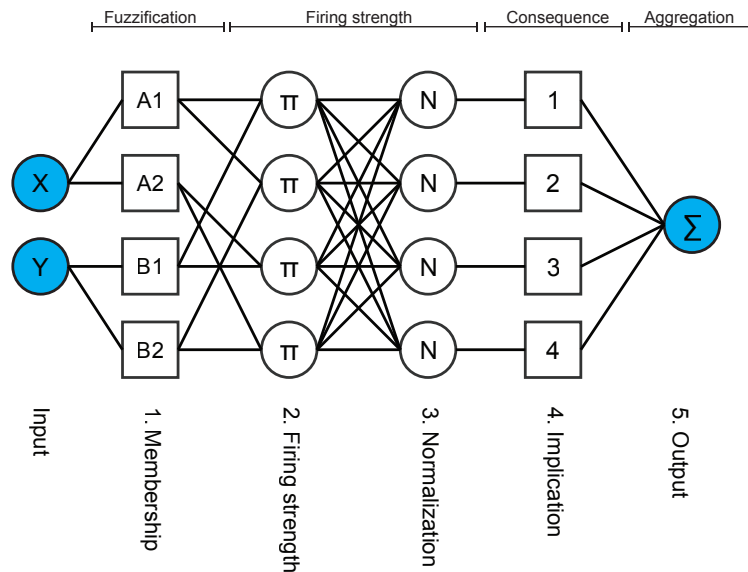 Fuzzification
Firing strength
Consequence
Aggregation
A1
π
N
1
X
A2
π
N
2
∑
Y
B1
π
N
3
B2
π
N
4
Input
1. Membership
2. Firing strength
3. Normalization
4. Implication
5. Output